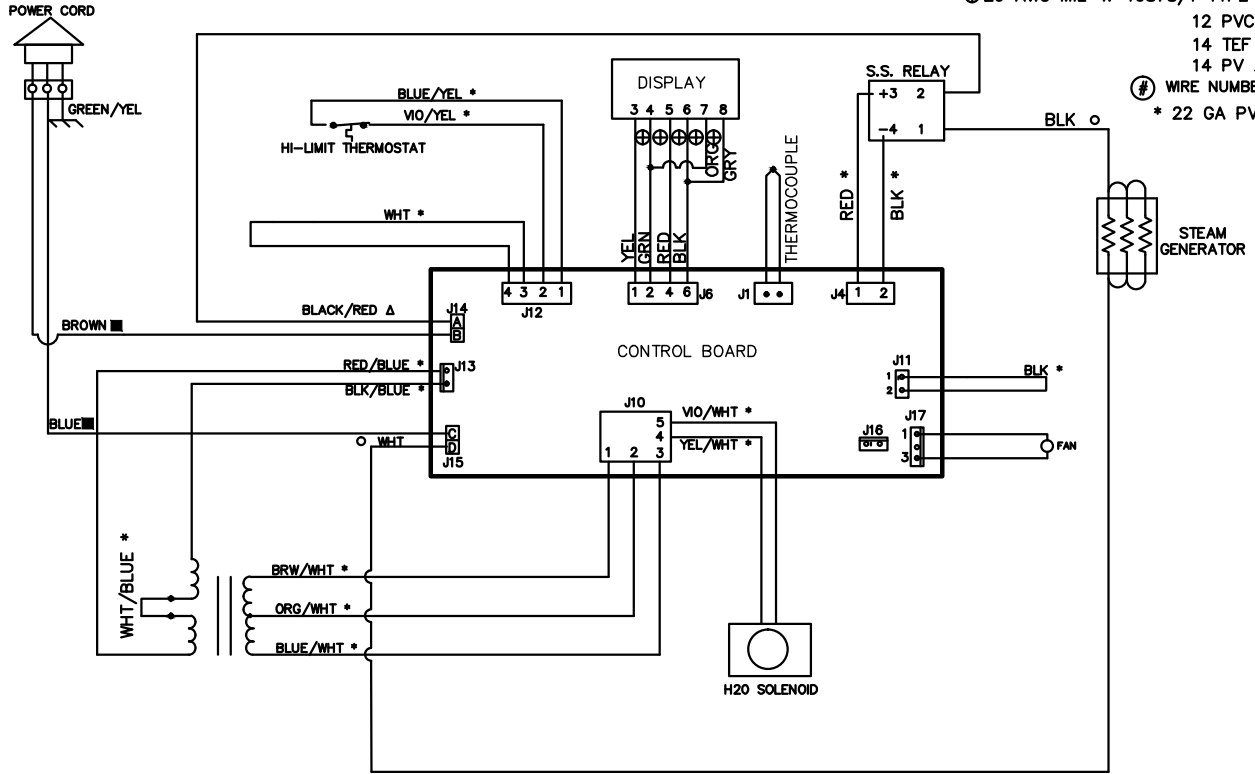 POWER CORD
12 PVC
14 TEF
14 PV
# WIRE NUMBE
* 22 GA PV
GREEN/YEL
BLUE/YEL *
VIO/YEL *
HI-LIMIT THERMOSTAT
DISPLAY
3 4 5 6 7 8
ORG
GRY
S.S. RELAY
+3 2
-4 1
BLK O
THERMOCOUPLE
RED *
BLK *
WHT *
YEL
GRN
RED
BLK
STEAM
GENERATOR
4 3 2 1
J12
1 2 4 6
J6
J1
J4
1 2
BLACK/RED Δ
J14
A
B
BROWN ■
CONTROL BOARD
RED/BLUE *
J13
BLK/BLUE *
J11
1
2
BLK *
BLUE ■
O WHT
C
D
J15
J10
5
4
1 2 3
VIO/WHT *
YEL/WHT *
J16
J17
1
3
FAN
WHT/BLUE *
BRW/WHT *
ORG/WHT *
BLUE/WHT *
H20 SOLENOID